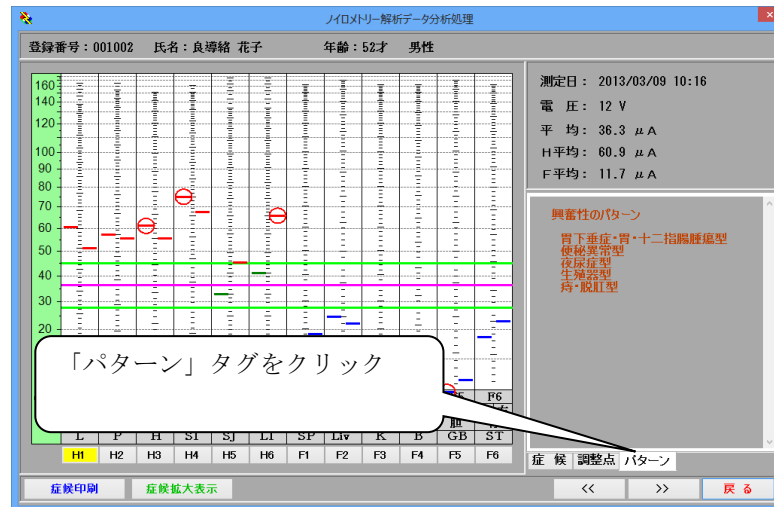 ノイロメトリー解析データ分析処理
登録番号：001002　氏名：良導絡 花子　年齢：52才　男性
測定日： 2013/03/09 10:16
電　圧： 12 V
平　均： 36.3 μA
H平均： 60.9 μA
F平均： 11.7 μA
160
140
120
100
90
80
70
60
50
40
30
20
興奮性のパターン
胃下垂症・胃・十二指腸腫瘍型
便秘異常型
夜尿症型
生殖器型
痔・脱肛型
「パターン」タグをクリック
F6
胆
L P H SI SJ LI SP Liv K B GB ST
H1 H2 H3 H4 H5 H6 F1 F2 F3 F4 F5 F6
症 候 調整点 パターン
症候印刷 症候拡大表示 << >> 戻 る